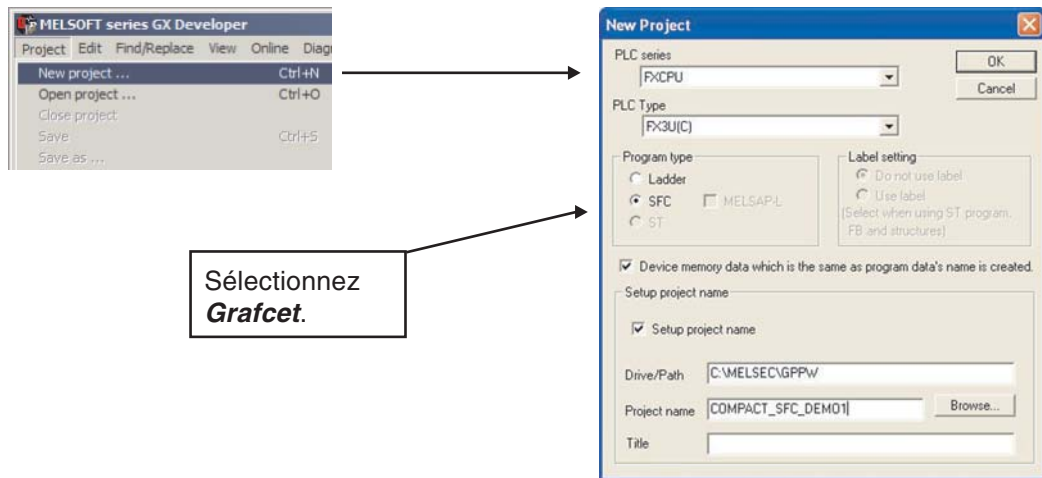 MELSOFT series GX Developer
Project Edit Find/Replace View Online Diagn
New project ... Ctrl+N
Open project ... Ctrl+O
Close project
Save Ctrl+S
Save as ...
Sélectionnez
Grafcet.
New Project
PLC series
FXCPU
OK
Cancel
PLC Type
FX3U(C)
Program type
Ladder
SFC MELSAP-L
ST
Label setting
Do not use label
Use label
(Select when using ST program,
FB and structures)
Device memory data which is the same as program data's name is created.
Setup project name
Setup project name
Drive/Path C:\MELSEC\GPPW
Project name COMPACT_SFC_DEMO1 Browse...
Title